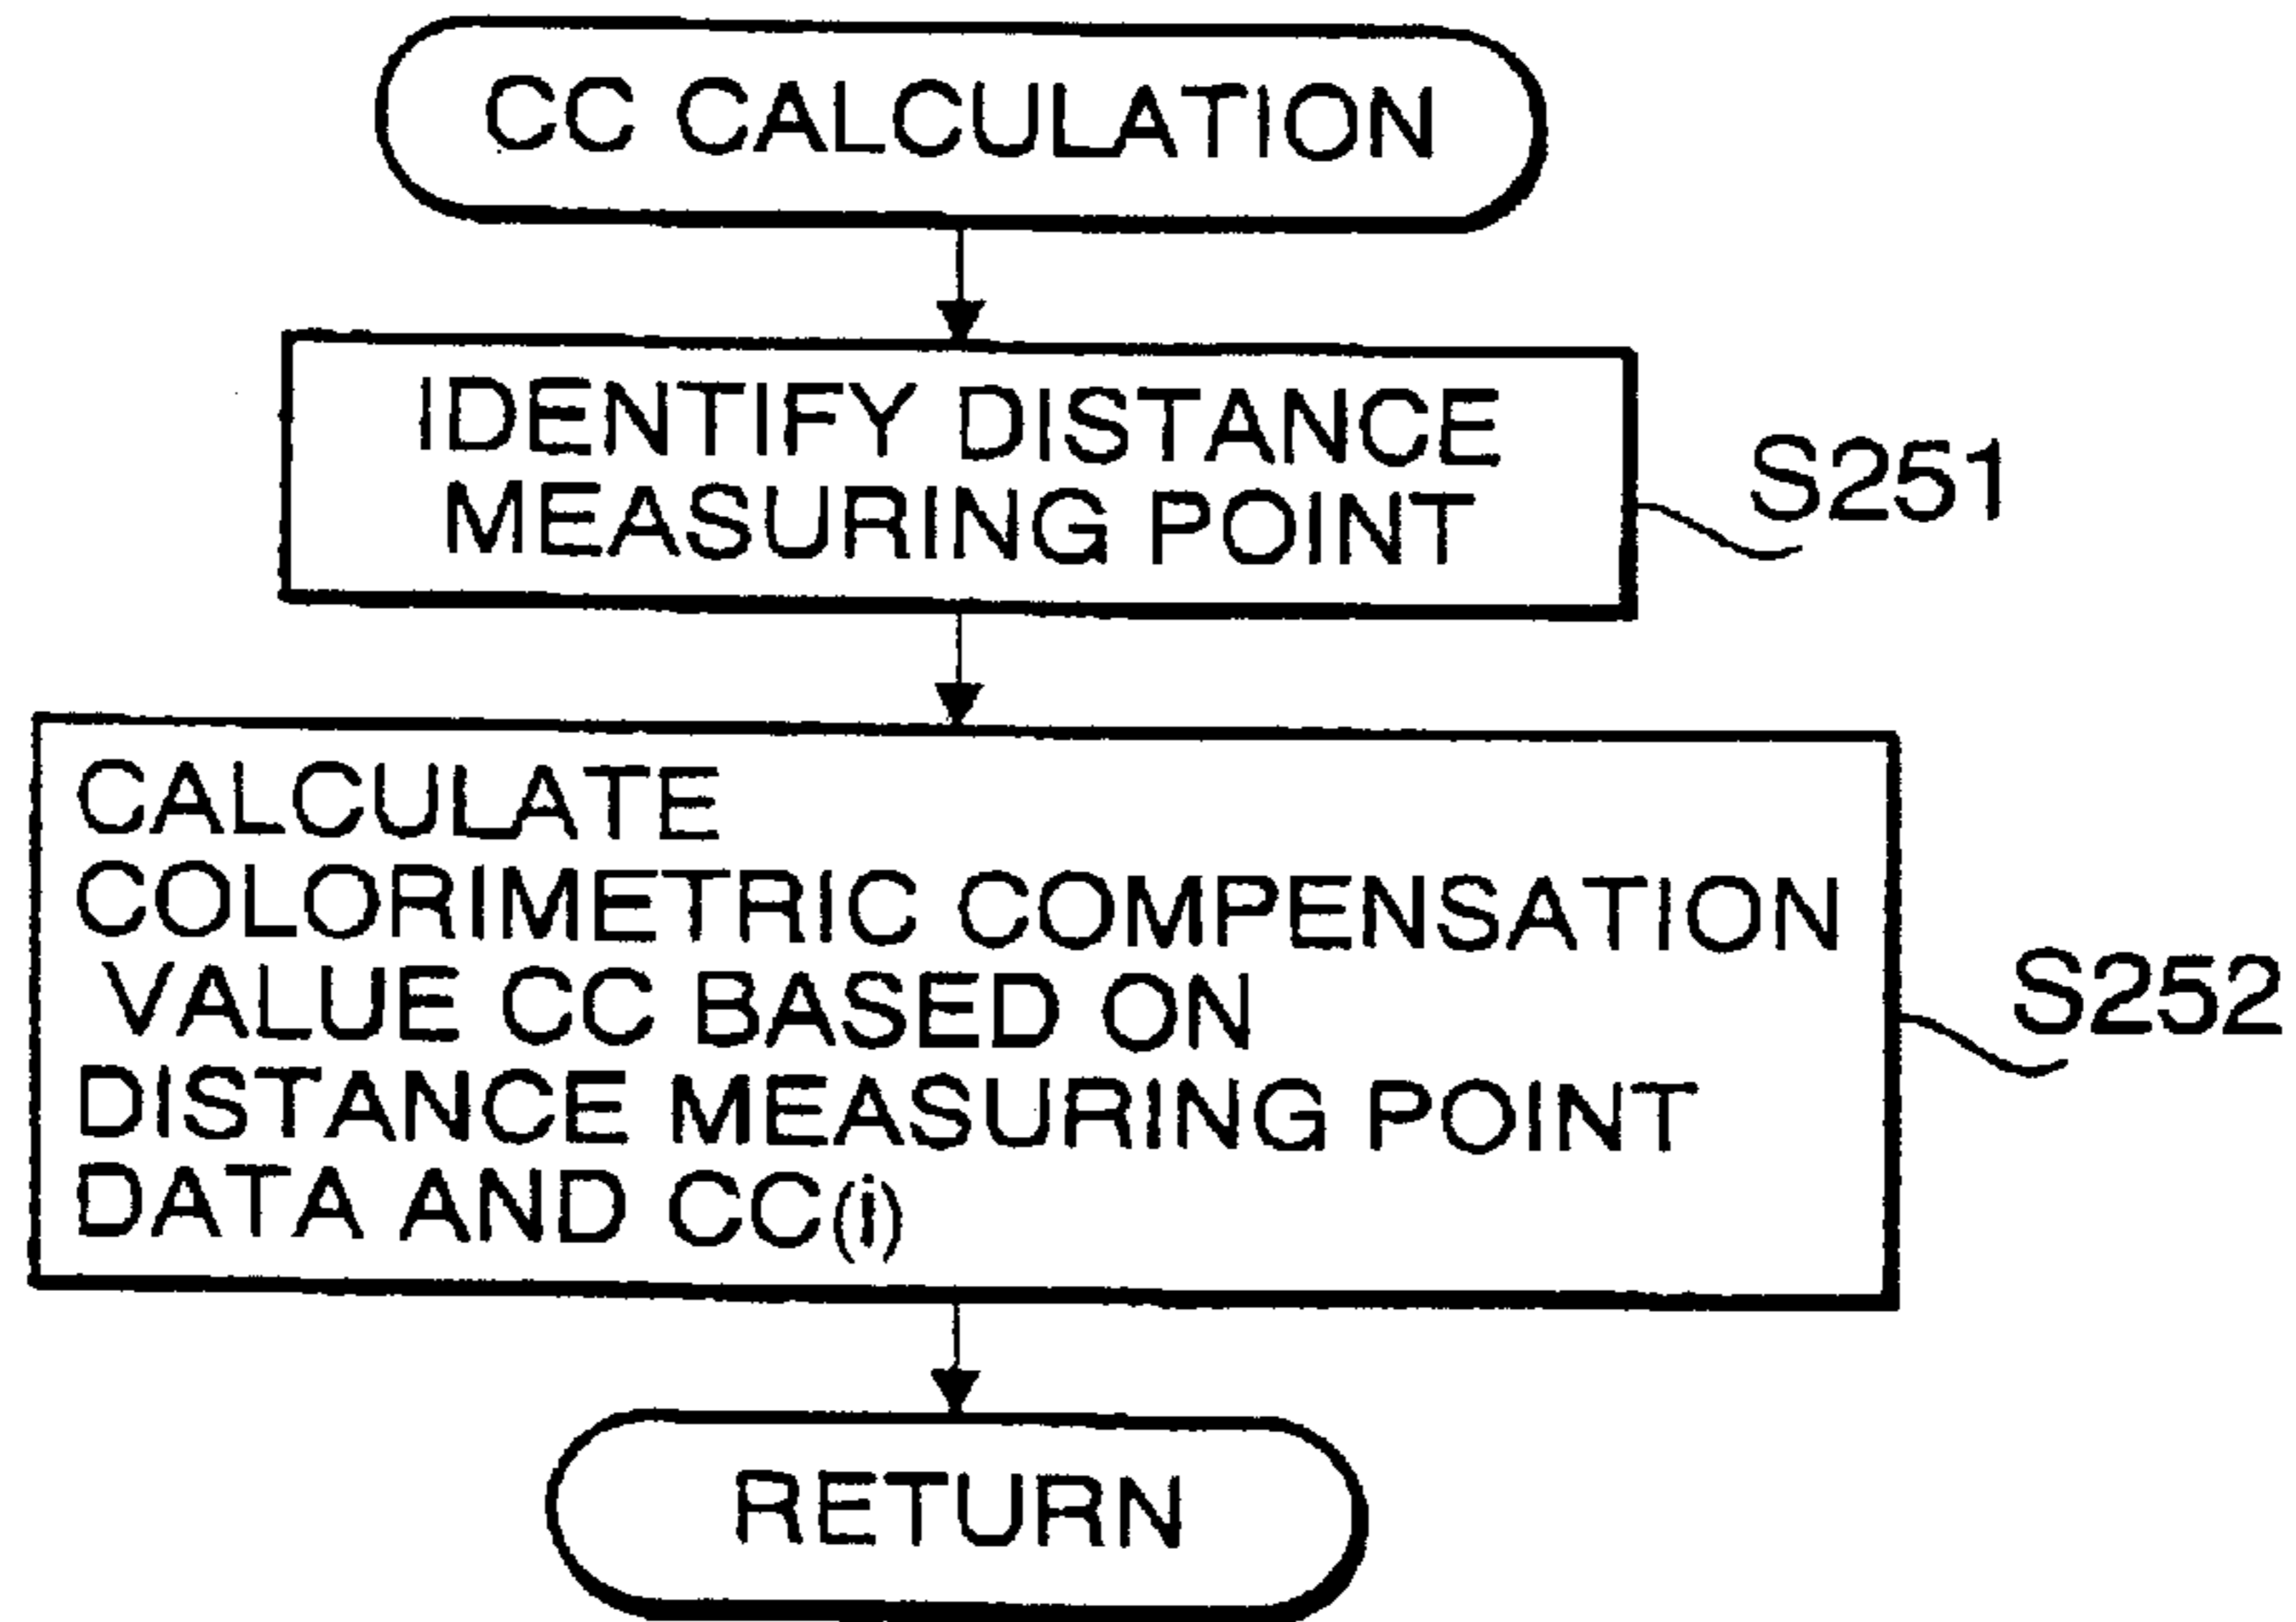 CC CALCULATION
IDENTIFY DISTANCE
MEASURING POINT
S251
CALCULATE
COLORIMETRIC COMPENSATION
VALUE CC BASED ON
DISTANCE MEASURING POINT
DATA AND CC(i)
S252
RETURN